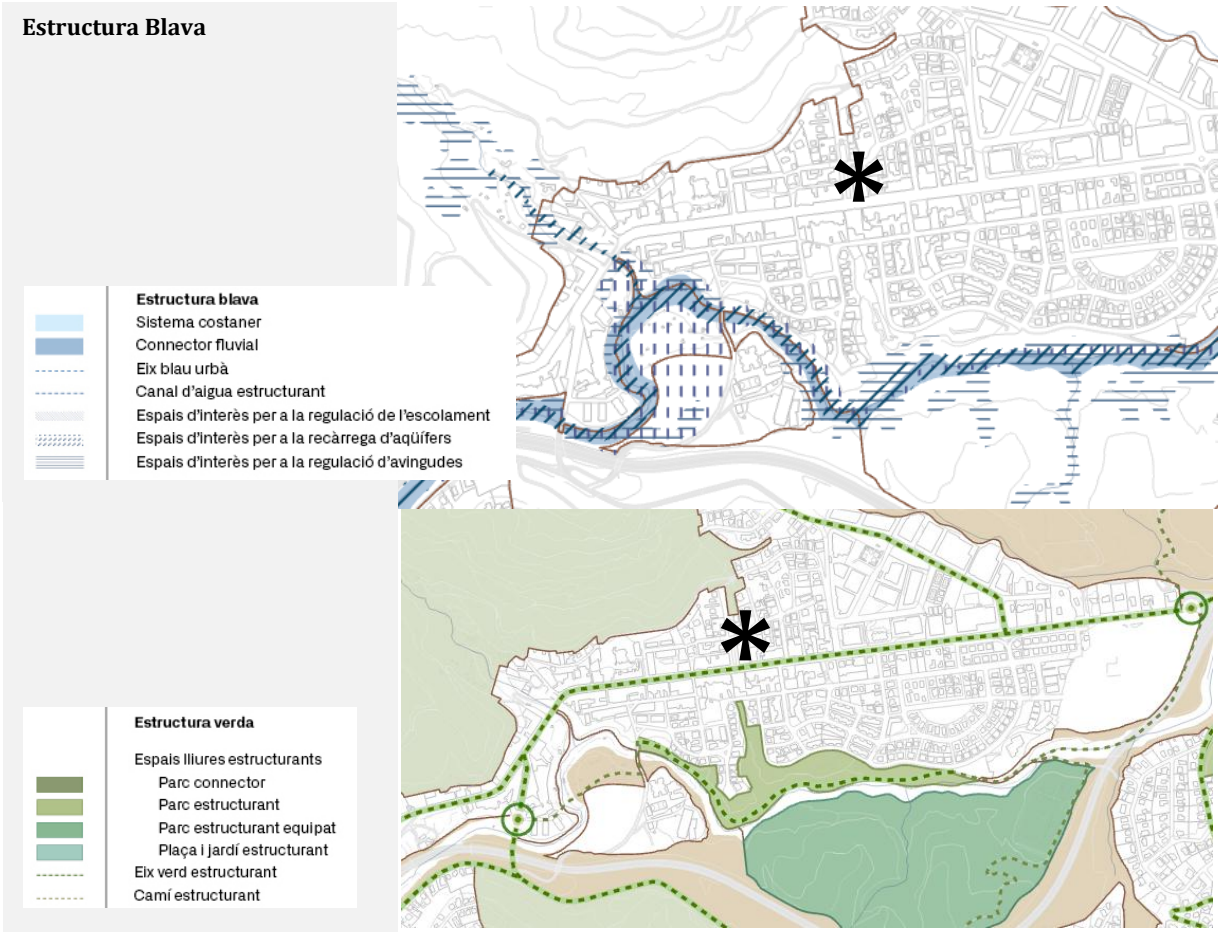 Estructura Blava
Estructura blava
Sistema costaner
Connector fluvial
Eix blau urbà
Canal d'aigua estructurant
Espais d'interès per a la regulació de l'escolament
Espais d'interès per a la recàrrega d'aqüífers
Espais d'interès per a la regulació d'avingudes
*
*
Estructura verda
Espais lliures estructurants
Parc connector
Parc estructurant
Parc estructurant equipat
Plaça i jardí estructurant
Eix verd estructurant
Camí estructurant